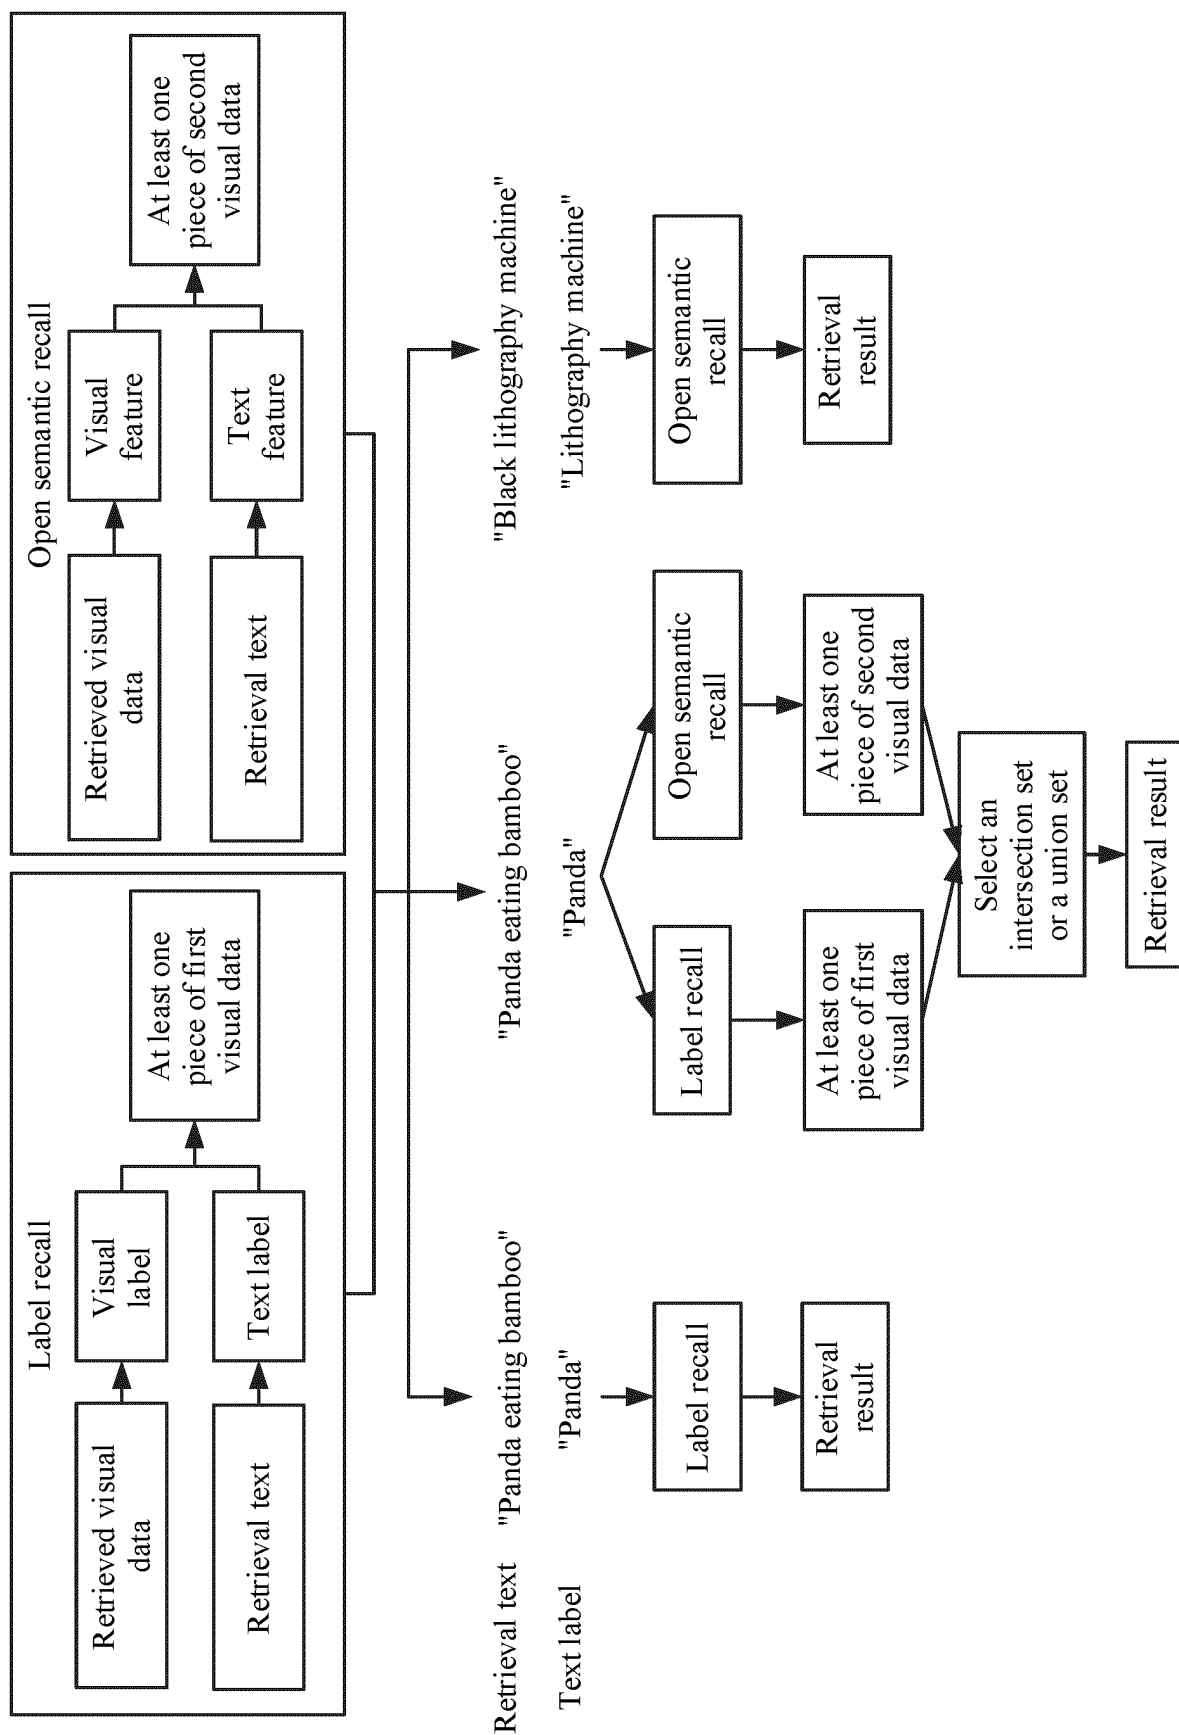 Label recall
Retrieved visual
data
Visual
label
Retrieval text
Text label
At least one
piece of first
visual data
Open semantic recall
Retrieved visual
data
Visual
feature
Retrieval text
Text
feature
At least one
piece of second
visual data
Retrieval text
"Panda eating bamboo"
"Panda eating bamboo"
"Black lithography machine"
Text label
"Panda"
"Panda"
"Lithography machine"
Label recall
Retrieval
result
Label recall
Open semantic
recall
At least one
piece of first
visual data
At least one
piece of second
visual data
Select an
intersection set
or a union set
Retrieval result
Open semantic
recall
Retrieval
result